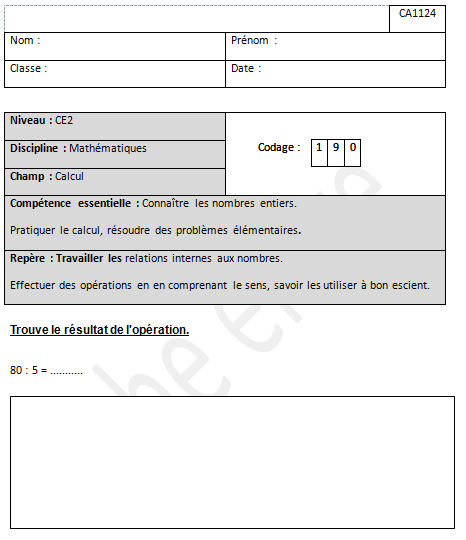 CA1124
Nom :
Prénom :
Classe :
Date :
Niveau : CE2
Discipline : Mathématiques
Codage : 1 9 0
Champ : Calcul
Compétence essentielle : Connaître les nombres entiers.
Pratiquer le calcul, résoudre des problèmes élémentaires.
Repère : Travailler les relations internes aux nombres.
Effectuer des opérations en en comprenant le sens, savoir les utiliser à bon escient.
Trouve le résultat de l'opération.
80 : 5 = ...........